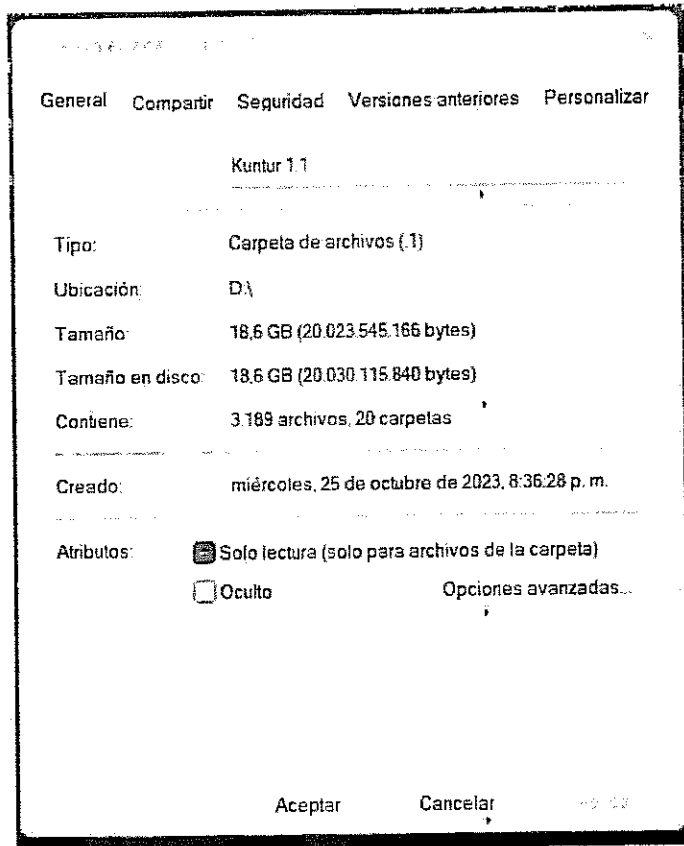 General Compartir Seguridad Versiones anteriores Personalizar
Kuntur 1.1
Tipo: Carpeta de archivos (.1)
Ubicación: D:\
Tamaño: 18,6 GB (20.023.545.166 bytes)
Tamaño en disco: 18,6 GB (20.030.115.840 bytes)
Contiene: 3.189 archivos, 20 carpetas
Creado: miércoles, 25 de octubre de 2023, 8:36:28 p. m.
Atributos: Solo lectura (solo para archivos de la carpeta)
Oculto Opciones avanzadas...
Aceptar Cancelar